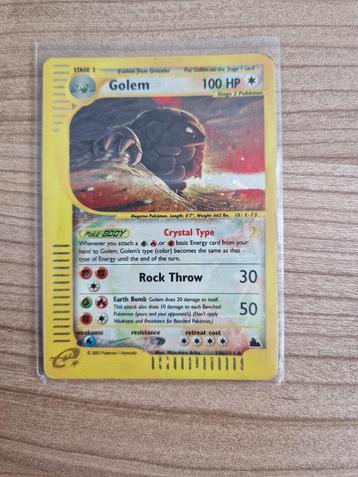 STAGE 2
Evolves from Graveler
Put Golem on the Stage 1 card
Golem
100 HP
Stage 2 Pokémon
Megaton Pokémon. Length: 4'7", Weight: 662 lbs.
Poké-BODY
Crystal Type
Whenever you attach a or basic Energy card from your hand to Golem, Golem's type (color) becomes the same as that type of Energy until the end of the turn.
Rock Throw
30
Earth Bomb Golem does 20 damage to itself.
This attack also does 10 damage to each Benched
Pokémon (yours and your opponent's). (Don't apply
Weakness and Resistance for Benched Pokémon.)
50
weakness
resistance
retreat cost
e
© 2003 Pokémon / Nintendo